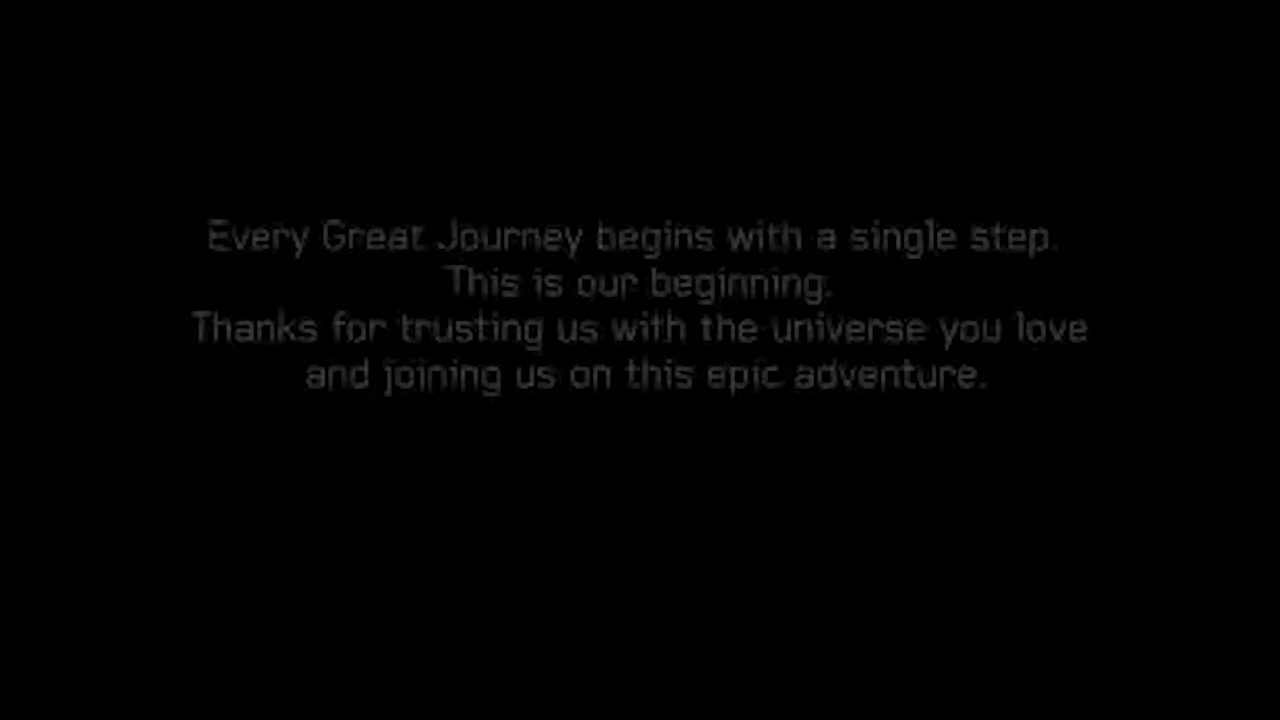 Every Great Journey begins with a single step.
This is our beginning.
Thanks for trusting us with the universe you love
and joining us on this epic adventure.